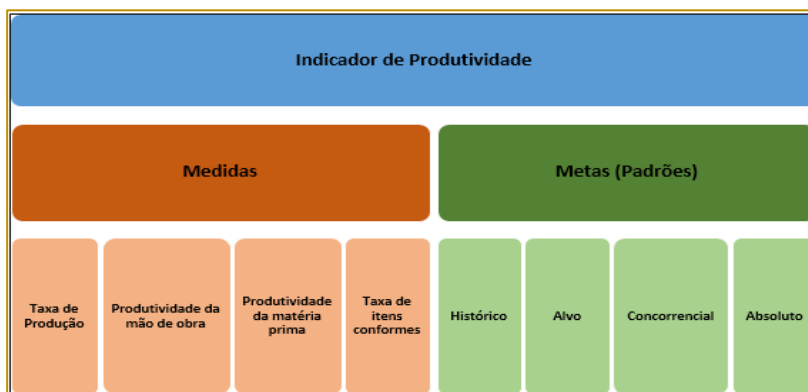 Indicador de Produtividade
Medidas
Metas (Padrões)
Taxa de
Produção
Produtividade da
mão de obra
Produtividade
da matéria
prima
Taxa de
itens
conformes
Histórico
Alvo
Concorrencial
Absoluto